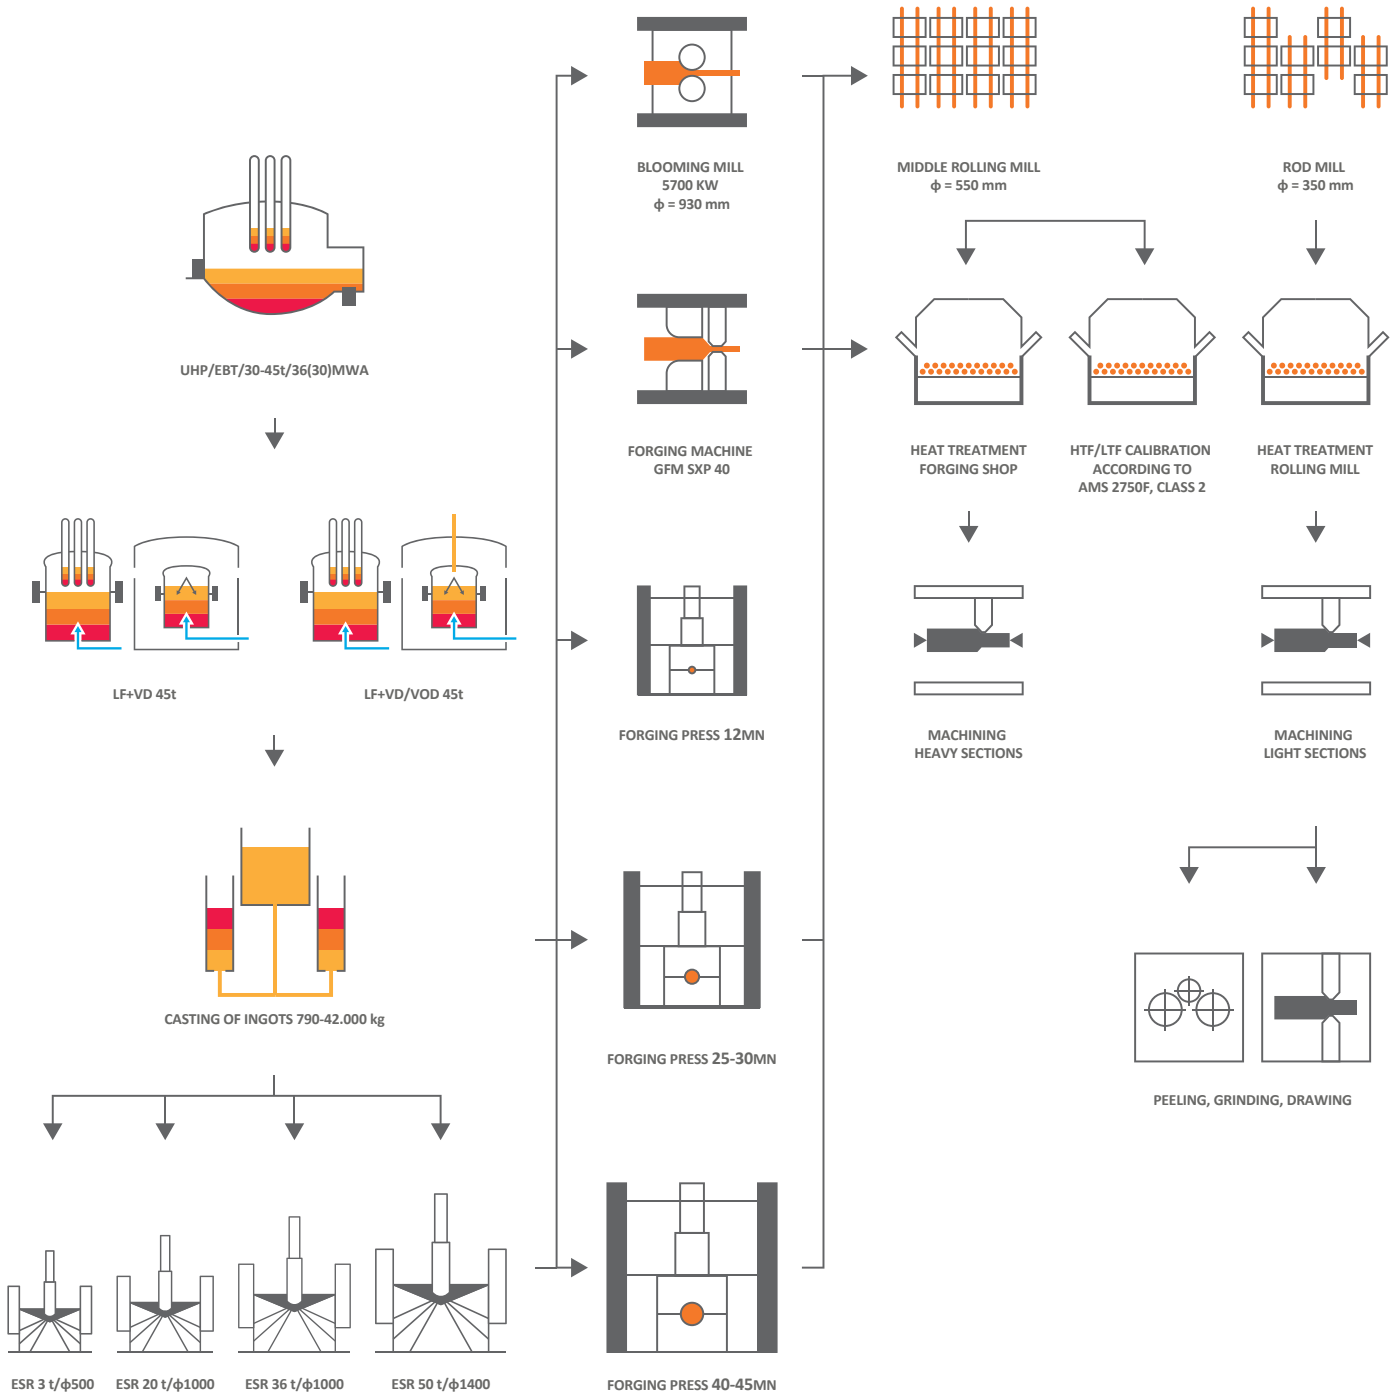 BLOOMING MILL
5700 KW
ϕ = 930 mm
MIDDLE ROLLING MILL
ϕ = 550 mm
ROD MILL
ϕ = 350 mm
UHP/EBT/30-45t/36(30)MWA
FORGING MACHINE
GFM SXP 40
HEAT TREATMENT
FORGING SHOP
HTF/LTF CALIBRATION
ACCORDING TO
AMS 2750F, CLASS 2
HEAT TREATMENT
ROLLING MILL
LF+VD 45t
LF+VD/VOD 45t
FORGING PRESS 12MN
MACHINING
HEAVY SECTIONS
MACHINING
LIGHT SECTIONS
CASTING OF INGOTS 790-42.000 kg
FORGING PRESS 25-30MN
PEELING, GRINDING, DRAWING
ESR 3 t/ϕ500
ESR 20 t/ϕ1000
ESR 36 t/ϕ1000
ESR 50 t/ϕ1400
FORGING PRESS 40-45MN